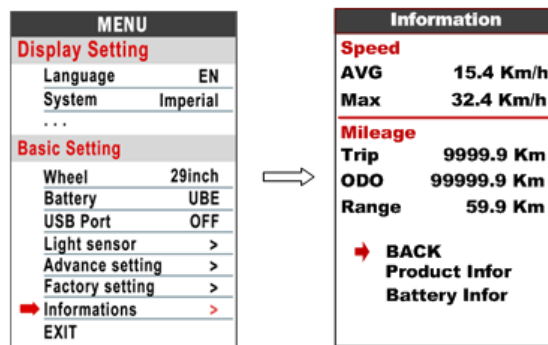 MENU
Display Setting
Language EN
System Imperial
...
Basic Setting
Wheel 29inch
Battery UBE
USB Port OFF
Light sensor >
Advance setting >
Factory setting >
Informations >
EXIT
Information
Speed
AVG 15.4 Km/h
Max 32.4 Km/h
Mileage
Trip 9999.9 Km
ODO 99999.9 Km
Range 59.9 Km
BACK
Product Infor
Battery Infor